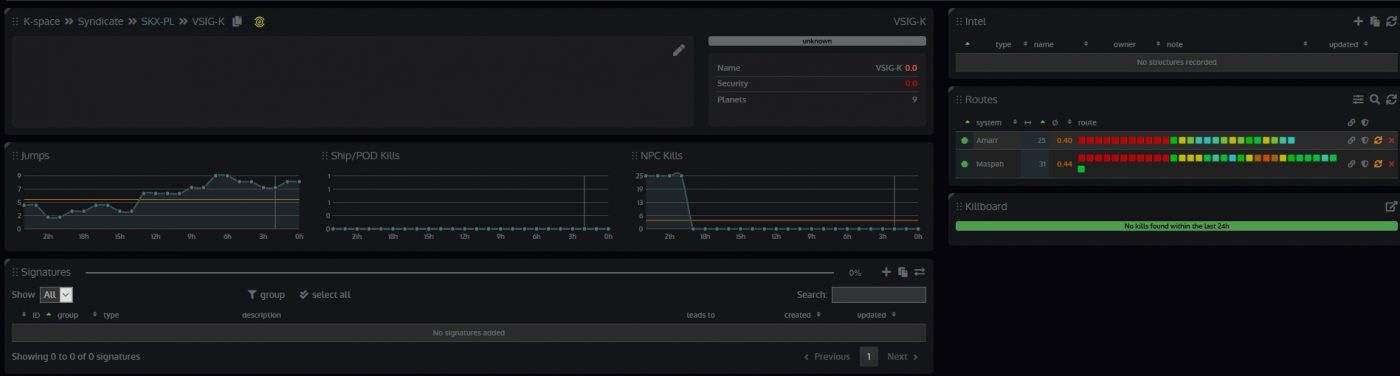 K-space Syndicate SKX-PL VSIG-K
VSIG-K
unknown
Name VSIG-K 0.0
Security 0.0
Planets 9
Jumps
9
7
5
2
0
21h 18h 15h 12h 9h 6h 3h 0h
Ship/POD Kills
1
1
1
0
0
21h 18h 15h 12h 9h 6h 3h 0h
NPC Kills
25
19
13
6
0
21h 18h 15h 12h 9h 6h 3h 0h
Signatures 0%
Show All group select all Search:
ID group type description leads to created updated
No signatures added
Showing 0 to 0 of 0 signatures
Previous 1 Next
Intel
type name owner note updated
No structures recorded
Routes
system ø route
Amarr 25 0.40
Maspah 31 0.44
Killboard
No kills found within the last 24h